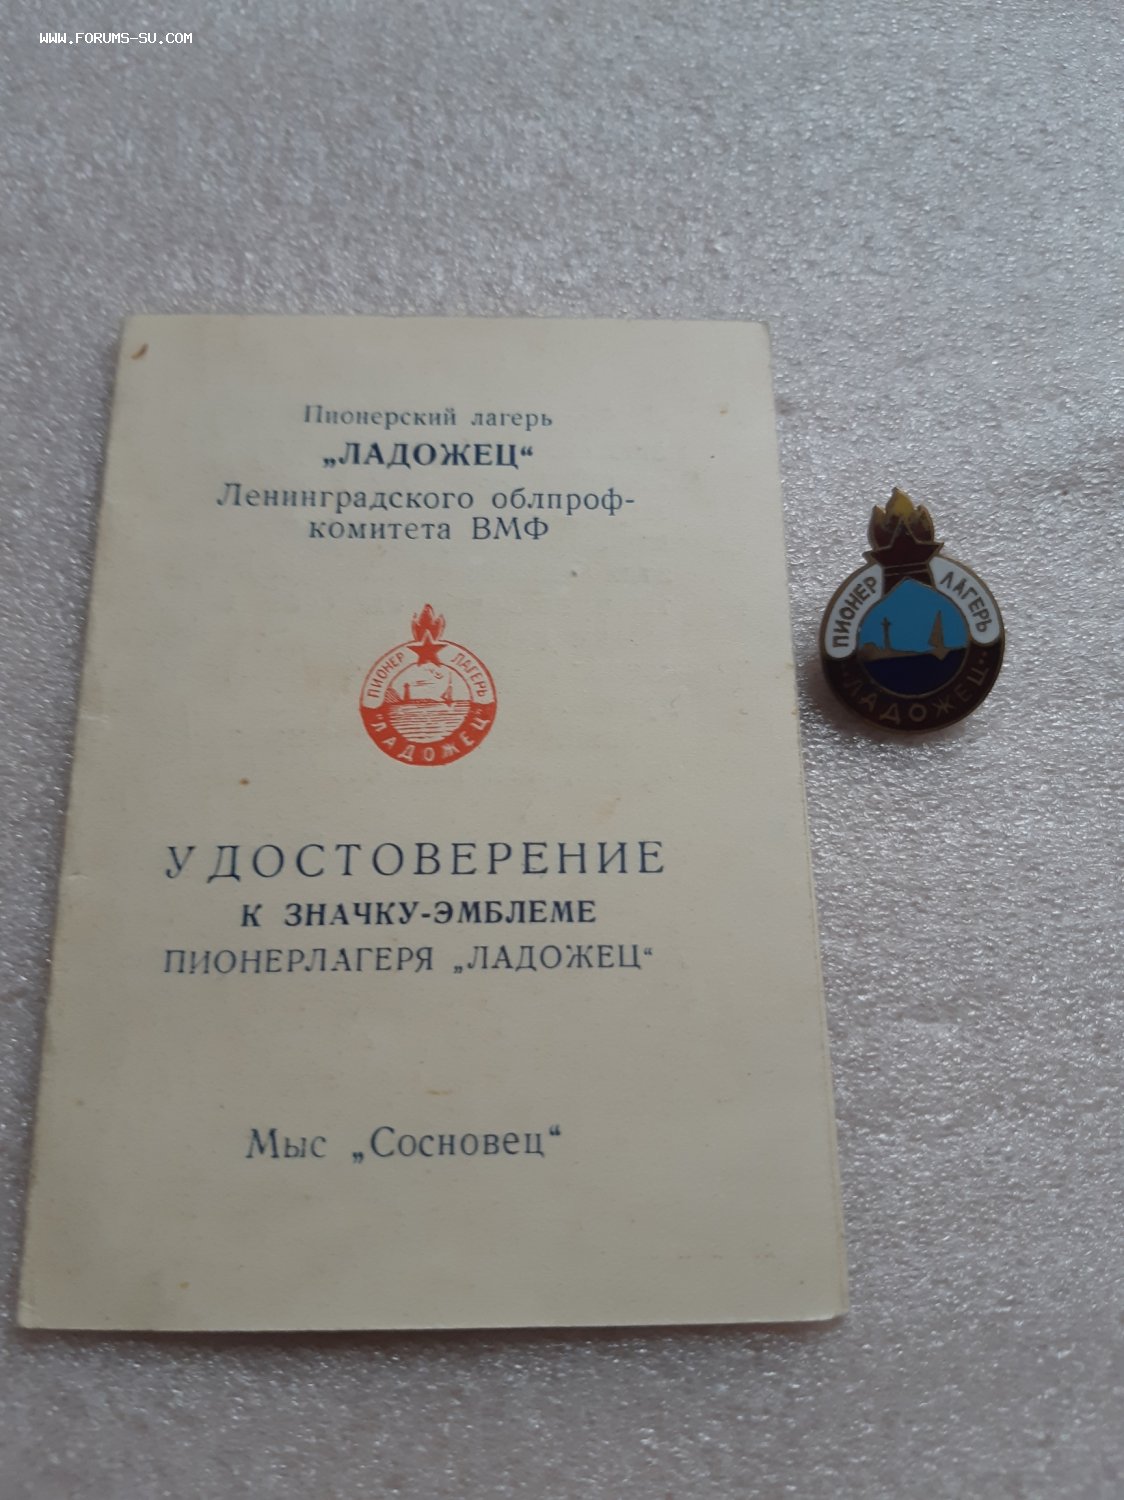 WWW.FORUMS-SU.COM
Пионерский лагерь
„ЛАДОЖЕЦ“
Ленинградского облпроф-
комитета ВМФ
ПИОНЕР ЛАГЕРЬ
"ЛАДОЖЕЦ"
УДОСТОВЕРЕНИЕ
К ЗНАЧКУ-ЭМБЛЕМЕ
ПИОНЕРЛАГЕРЯ „ЛАДОЖЕЦ“
Мыс „Сосновец“
ПИОНЕР ЛАГЕРЬ
"ЛАДОЖЕЦ"